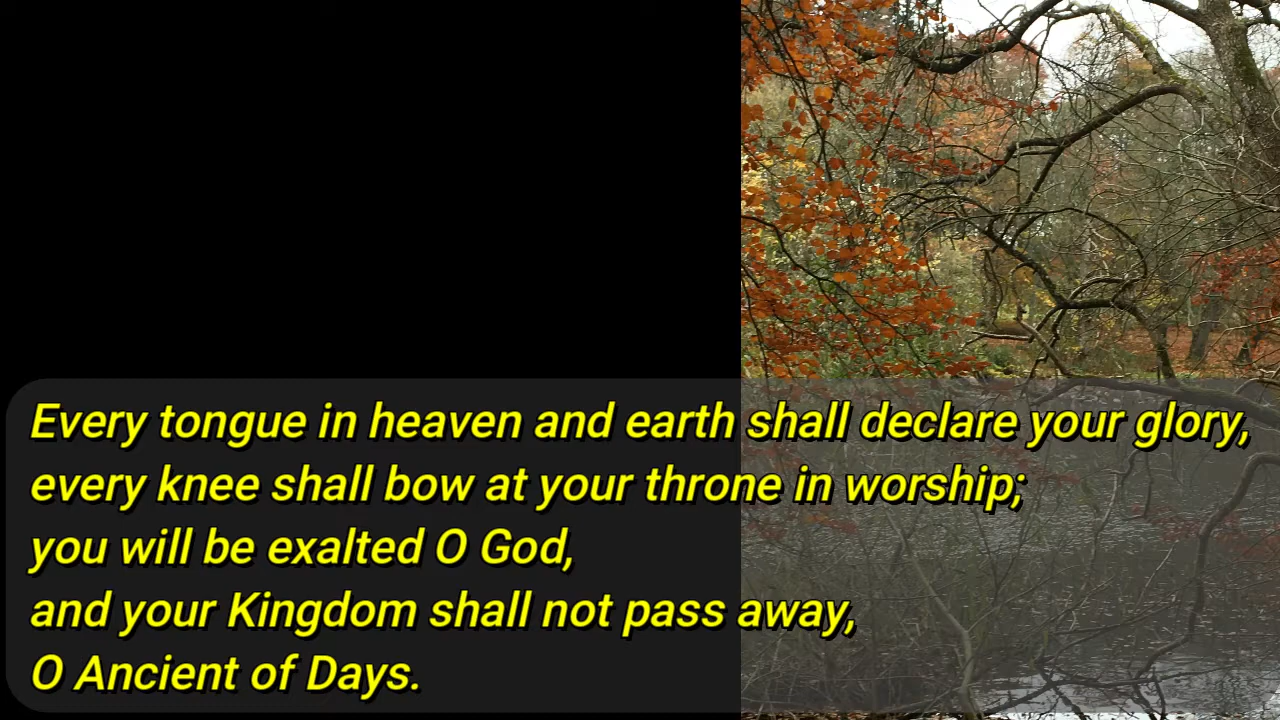 Every tongue in heaven and earth shall declare your glory,
every knee shall bow at your throne in worship;
you will be exalted O God,
and your Kingdom shall not pass away,
O Ancient of Days.